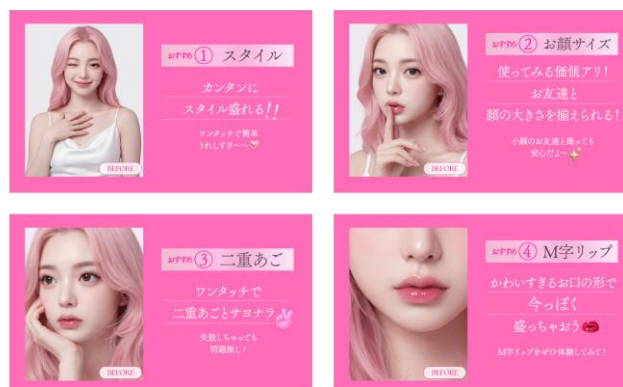 おすすめ① スタイル
カンタンに
スタイル盛れる!!
ワンタッチで簡単
うれしすぎ〜〜
BEFORE
おすすめ② お顔サイズ
使ってみる価値アリ!
お友達と
顔の大きさを揃えられる!
小顔のお友達と撮っても
安心だよ〜
BEFORE
おすすめ③ 二重あご
ワンタッチで
二重あごとサヨナラ
失敗しちゃっても
問題無し!
BEFORE
おすすめ④ M字リップ
かわいすぎるお口の形で
今っぽく
盛っちゃおう
M字リップをぜひ体験してみて!
BEFORE